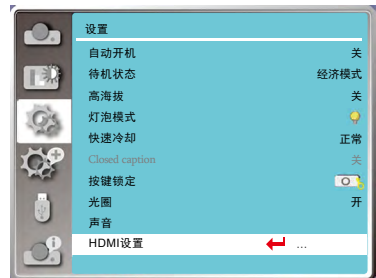 设置
自动开机 关
待机状态 经济模式
高海拔 关
灯泡模式
快速冷却 正常
Closed caption 关
按键锁定
光圈 开
声音
HDMI设置 ...